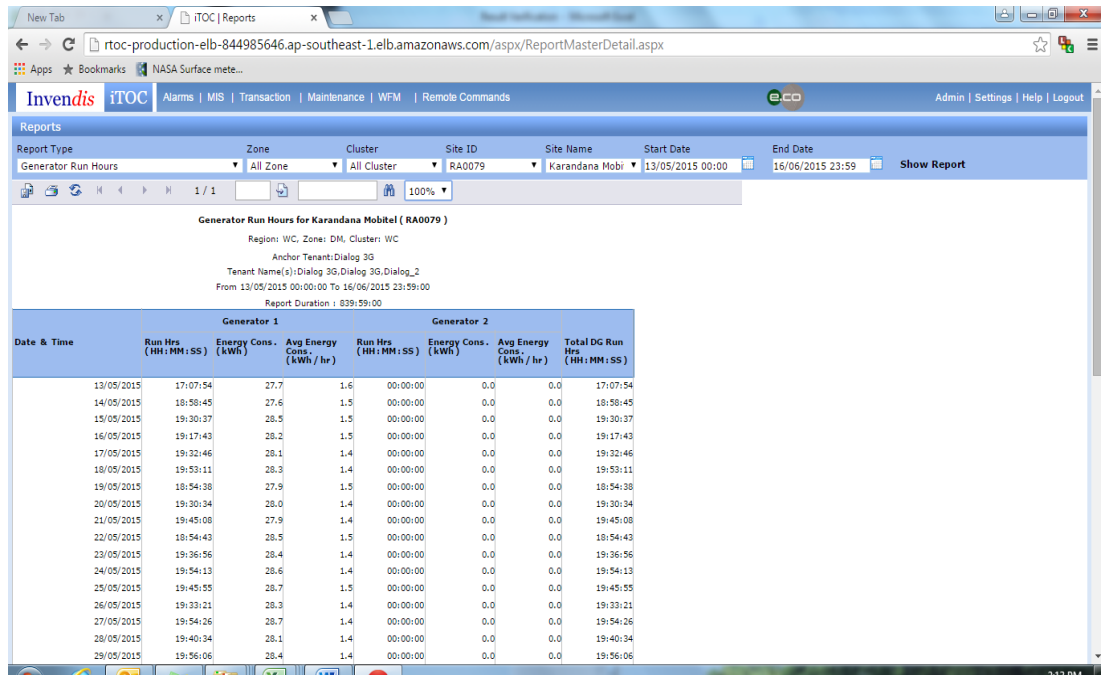 New Tab
iTOC | Reports
rtoc-production-elb-844985646.ap-southeast-1.elb.amazonaws.com/aspx/ReportMasterDetail.aspx
Apps Bookmarks NASA Surface mete...
Invendis iTOC Alarms | MIS | Transaction | Maintenance | WFM | Remote Commands e.co Admin | Settings | Help | Logout
Reports
Report Type Zone Cluster Site ID Site Name Start Date End Date
Generator Run Hours All Zone All Cluster RA0079 Karandana Mobi 13/05/2015 00:00 16/06/2015 23:59 Show Report
1 / 1 100%
Generator Run Hours for Karandana Mobitel ( RA0079 )
Region: WC, Zone: DM, Cluster: WC
Anchor Tenant:Dialog 3G
Tenant Name(s):Dialog 3G,Dialog 3G,Dialog_2
From 13/05/2015 00:00:00 To 16/06/2015 23:59:00
Report Duration : 839:59:00
Generator 1 Generator 2
Date & Time Run Hrs (HH:MM:SS) Energy Cons. (kWh) Avg Energy Cons. (kWh / hr) Run Hrs (HH:MM:SS) Energy Cons. (kWh) Avg Energy Cons. (kWh / hr) Total DG Run Hrs (HH:MM:SS)
13/05/2015 17:07:54 27.7 1.6 00:00:00 0.0 0.0 17:07:54
14/05/2015 18:58:45 27.6 1.5 00:00:00 0.0 0.0 18:58:45
15/05/2015 19:30:37 28.5 1.5 00:00:00 0.0 0.0 19:30:37
16/05/2015 19:17:43 28.2 1.5 00:00:00 0.0 0.0 19:17:43
17/05/2015 19:32:46 28.1 1.4 00:00:00 0.0 0.0 19:32:46
18/05/2015 19:53:11 28.3 1.4 00:00:00 0.0 0.0 19:53:11
19/05/2015 18:54:38 27.9 1.5 00:00:00 0.0 0.0 18:54:38
20/05/2015 19:30:34 28.0 1.4 00:00:00 0.0 0.0 19:30:34
21/05/2015 19:45:08 27.9 1.4 00:00:00 0.0 0.0 19:45:08
22/05/2015 18:54:43 28.5 1.5 00:00:00 0.0 0.0 18:54:43
23/05/2015 19:36:56 28.4 1.4 00:00:00 0.0 0.0 19:36:56
24/05/2015 19:54:13 28.6 1.4 00:00:00 0.0 0.0 19:54:13
25/05/2015 19:45:55 28.7 1.5 00:00:00 0.0 0.0 19:45:55
26/05/2015 19:33:21 28.3 1.4 00:00:00 0.0 0.0 19:33:21
27/05/2015 19:54:26 28.7 1.4 00:00:00 0.0 0.0 19:54:26
28/05/2015 19:40:34 28.1 1.4 00:00:00 0.0 0.0 19:40:34
29/05/2015 19:56:06 28.4 1.4 00:00:00 0.0 0.0 19:56:06